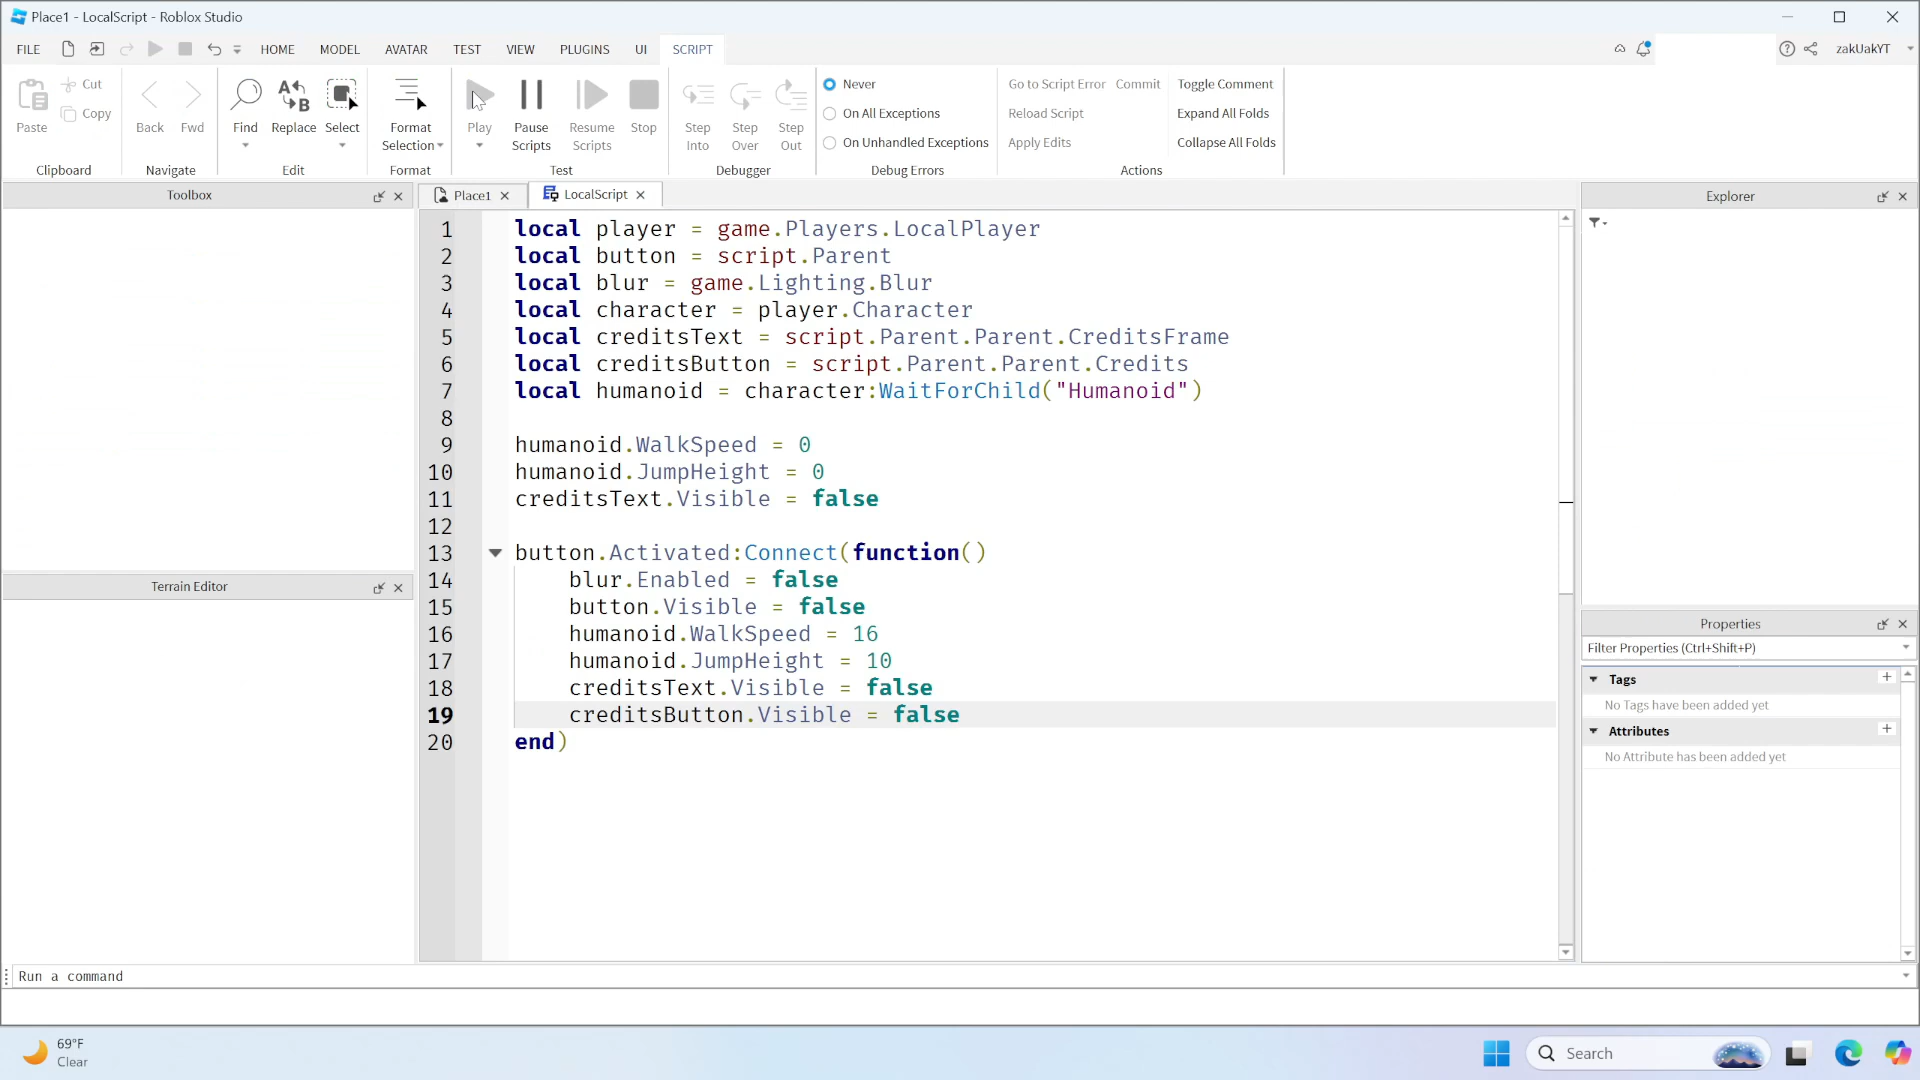 Place1 - LocalScript - Roblox Studio
FILE HOME MODEL AVATAR TEST VIEW PLUGINS UI SCRIPT zakUakYT
Paste Cut Copy
Clipboard
Back Fwd
Navigate
Find Replace Select
Edit
Format Selection
Format
Play Pause Scripts Resume Scripts Stop
Test
Step Into Step Over Step Out
Debugger
Never
On All Exceptions
On Unhandled Exceptions
Debug Errors
Go to Script Error Commit Toggle Comment
Reload Script Expand All Folds
Apply Edits Collapse All Folds
Actions
Toolbox
Terrain Editor
Place1 LocalScript
1 local player = game.Players.LocalPlayer
2 local button = script.Parent
3 local blur = game.Lighting.Blur
4 local character = player.Character
5 local creditsText = script.Parent.Parent.CreditsFrame
6 local creditsButton = script.Parent.Parent.Credits
7 local humanoid = character:WaitForChild("Humanoid")
8
9 humanoid.WalkSpeed = 0
10 humanoid.JumpHeight = 0
11 creditsText.Visible = false
12
13 button.Activated:Connect(function()
14 blur.Enabled = false
15 button.Visible = false
16 humanoid.WalkSpeed = 16
17 humanoid.JumpHeight = 10
18 creditsText.Visible = false
19 creditsButton.Visible = false
20 end)
Explorer
Properties
Filter Properties (Ctrl+Shift+P)
Tags
No Tags have been added yet
Attributes
No Attribute has been added yet
Run a command
69°F
Clear
Search